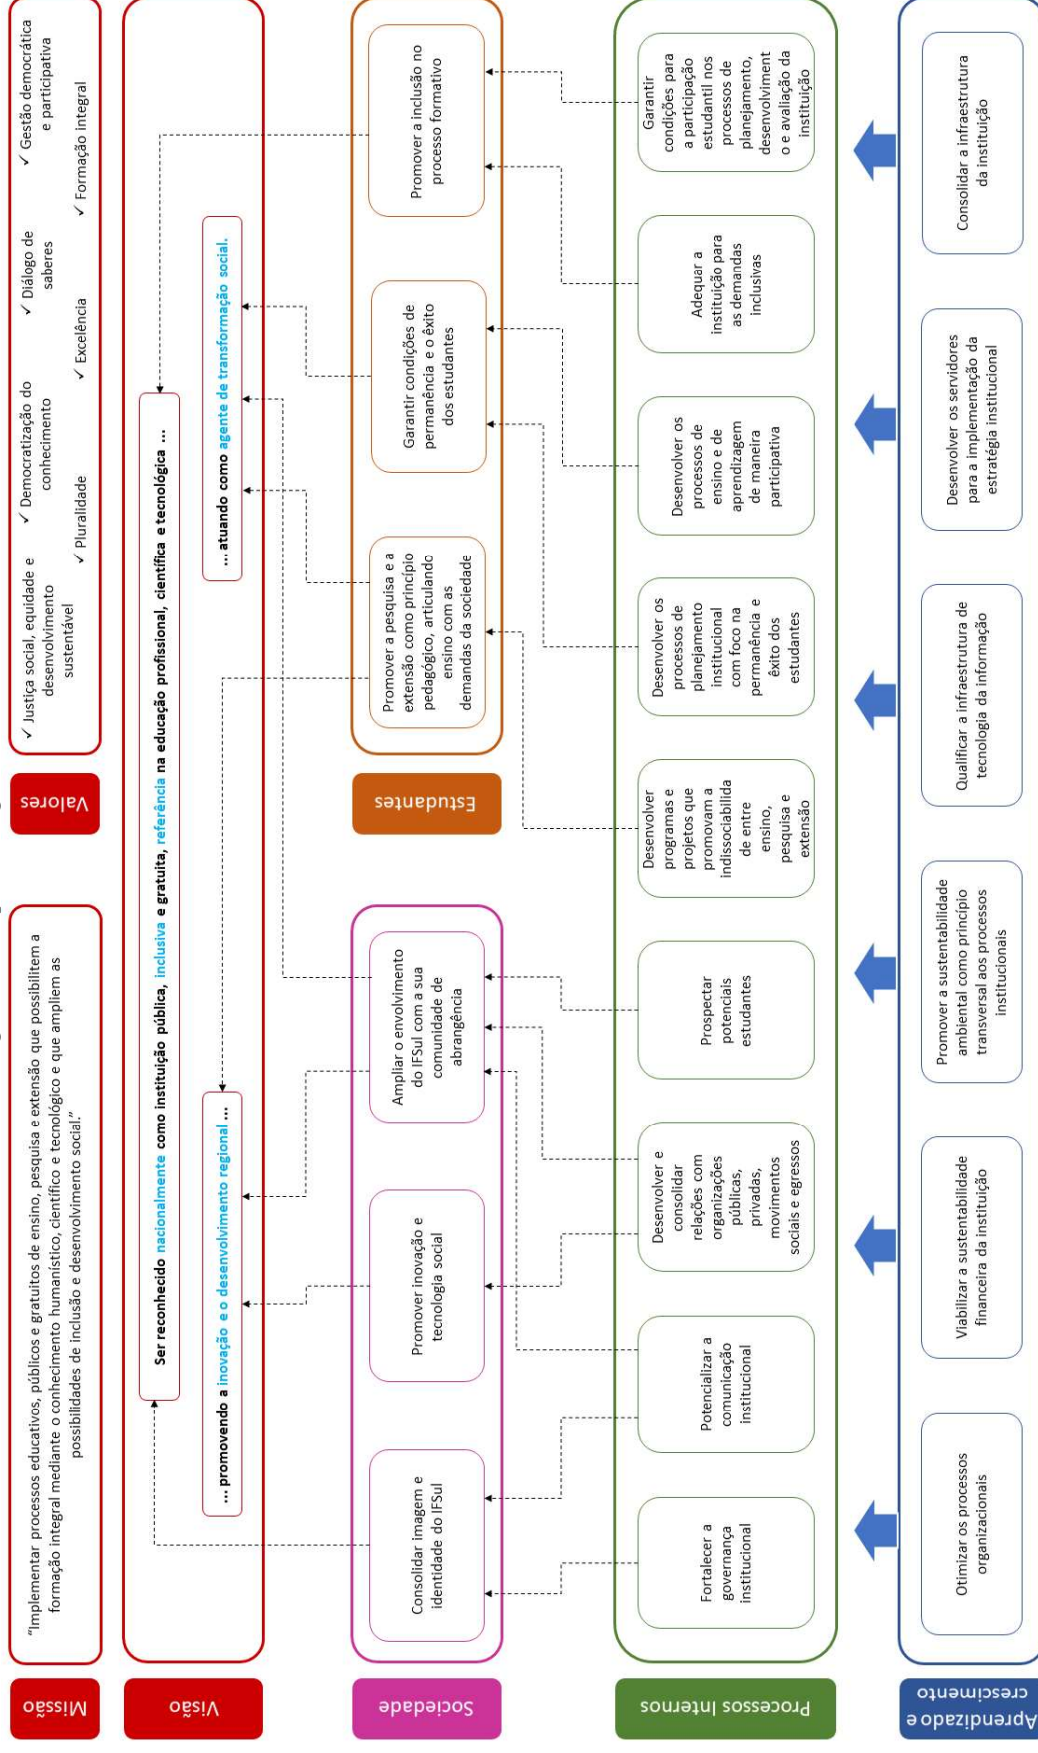 Missão
“Implementar processos educativos, públicos e gratuitos de ensino, pesquisa e extensão que possibilitem a
formação integral mediante o conhecimento humanístico, científico e tecnológico e que ampliem as
possibilidades de inclusão e desenvolvimento social.”
Valores
✓ Justiça social, equidade e
desenvolvimento
sustentável
✓ Democratização do
conhecimento
✓ Diálogo de
saberes
✓ Gestão democrática
e participativa
✓ Pluralidade
✓ Excelência
✓ Formação integral
Visão
Ser reconhecido nacionalmente como instituição pública, inclusiva e gratuita, referência na educação profissional, científica e tecnológica ...
... promovendo a inovação e o desenvolvimento regional ...
... atuando como agente de transformação social.
Sociedade
Consolidar imagem e
identidade do IFSul
Promover inovação e
tecnologia social
Ampliar o envolvimento
do IFSul com a sua
comunidade de
abrangência
Estudantes
Promover a pesquisa e a
extensão como princípio
pedagógico, articulando
ensino com as
demandas da sociedade
Garantir condições de
permanência e o êxito
dos estudantes
Promover a inclusão no
processo formativo
Processos Internos
Fortalecer a
governança
institucional
Potencializar a
comunicação
institucional
Desenvolver e
consolidar
relações com
organizações
públicas,
privadas,
movimentos
sociais e egressos
Prospectar
potenciais
estudantes
Desenvolver
programas e
projetos que
promovam a
indissociabilida
de entre
ensino,
pesquisa e
extensão
Desenvolver os
processos de
planejamento
institucional
com foco na
permanência e
êxito dos
estudantes
Desenvolver os
processos de
ensino e de
aprendizagem
de maneira
participativa
Adequar a
instituição para
as demandas
inclusivas
Garantir
condições para
a participação
estudantil nos
processos de
planejamento,
desenvolviment
o e avaliação da
instituição
Aprendizado e
crescimento
Otimizar os processos
organizacionais
Viabilizar a sustentabilidade
financeira da instituição
Promover a sustentabilidade
ambiental como princípio
transversal aos processos
institucionais
Qualificar a infraestrutura de
tecnologia da informação
Desenvolver os servidores
para a implementação da
estratégia institucional
Consolidar a infraestrutura
da instituição